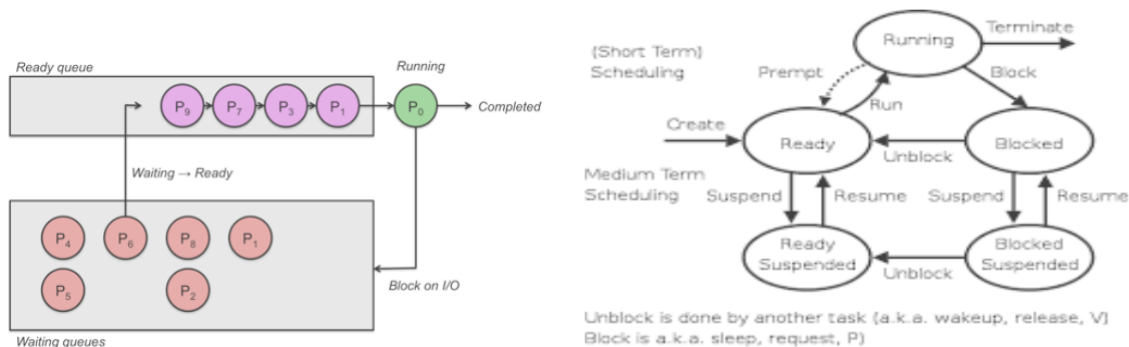 Ready queue
Running
P9
P7
P3
P1
P0
Completed
Waiting → Ready
P4
P6
P8
P1
P5
P2
Block on I/O
Waiting queues
Running
Terminate
(Short Term)
Scheduling
Prempt
Block
Run
Create
Ready
Blocked
Unblock
Medium Term
Scheduling
Suspend
Resume
Suspend
Resume
Ready
Suspended
Blocked
Suspended
Unblock
Unblock is done by another task (a.k.a. wakeup, release, V)
Block is a.k.a. sleep, request, P)